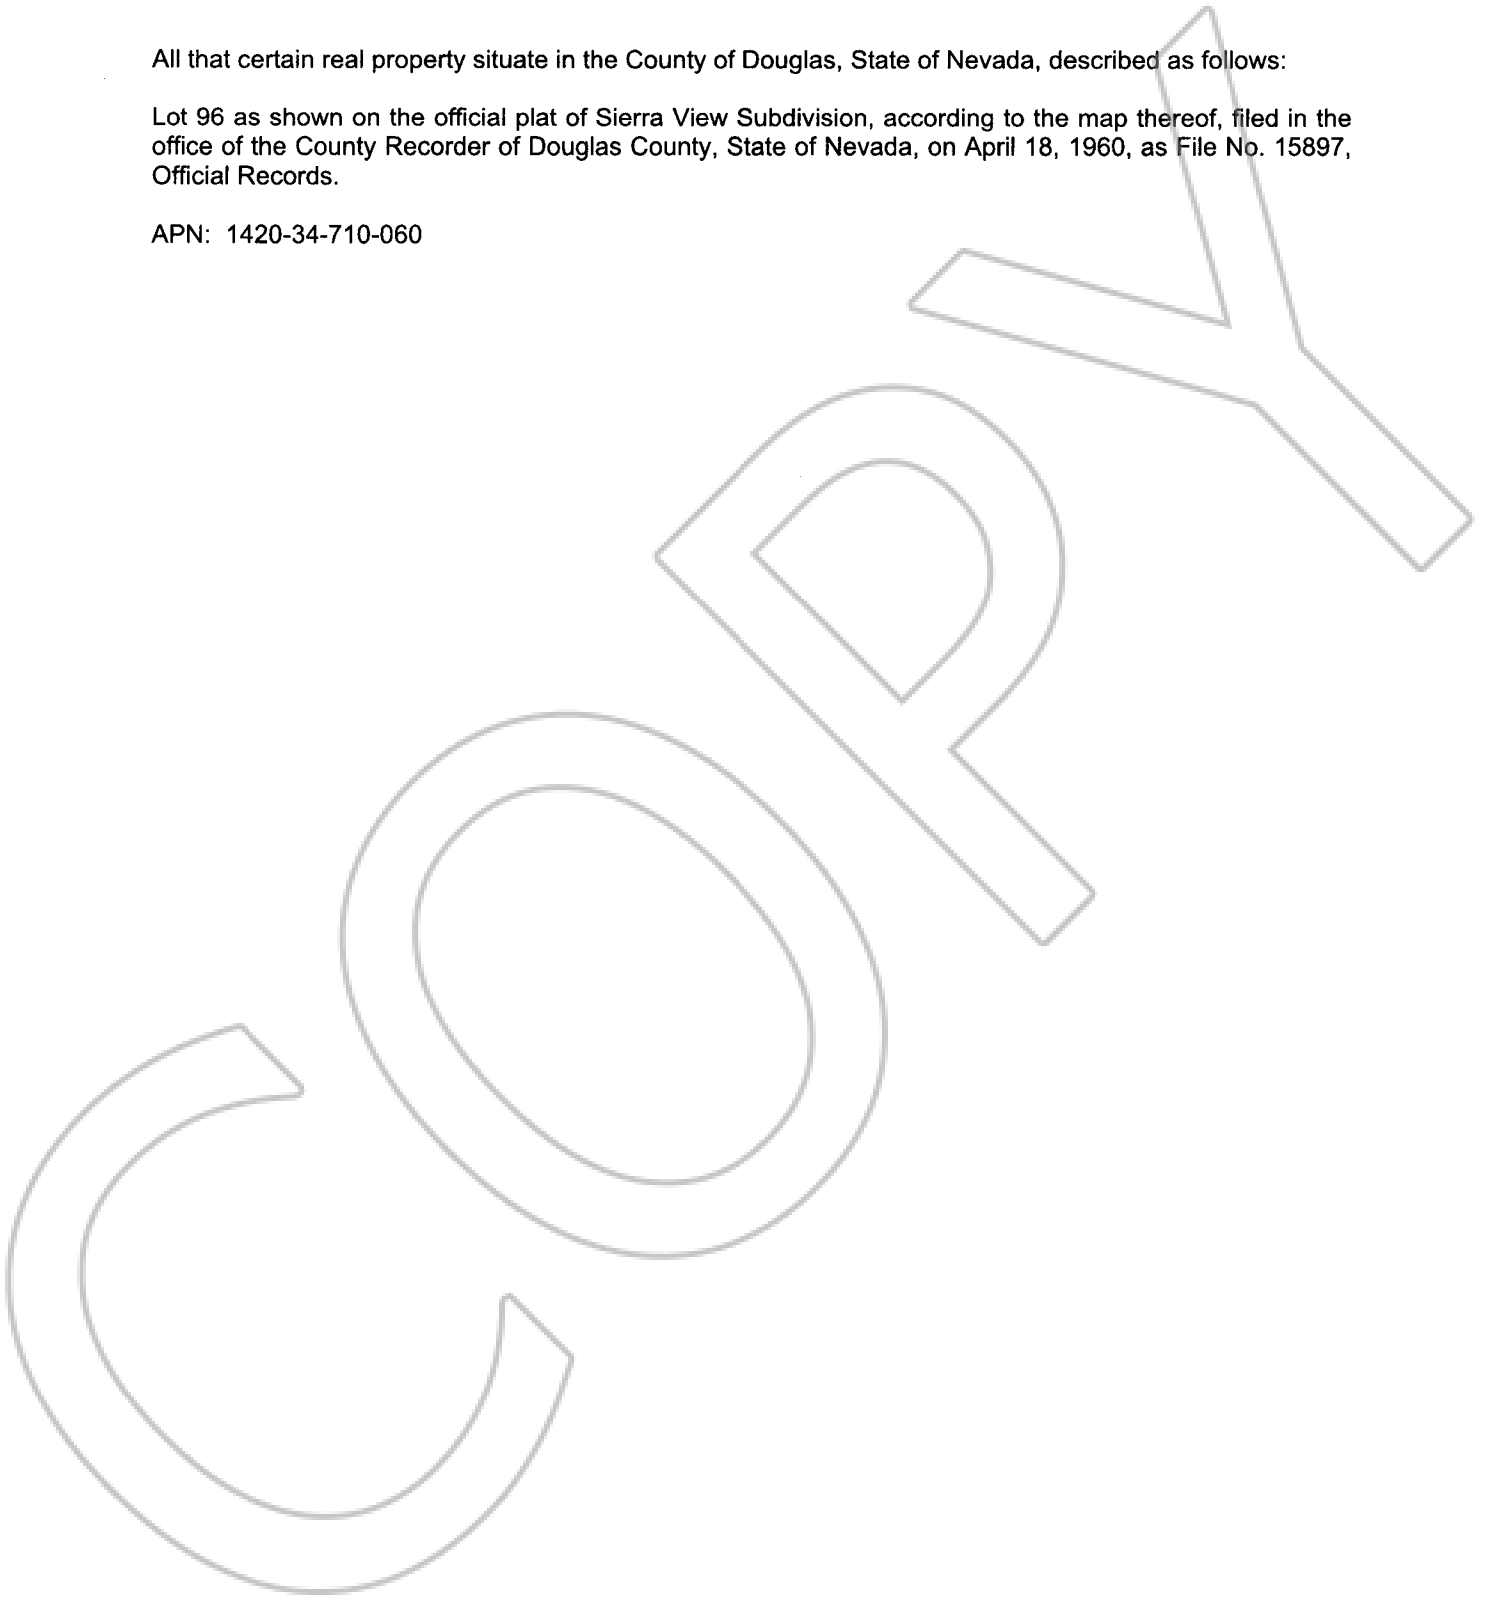 All that certain real property situate in the County of Douglas, State of Nevada, described as follows:
Lot 96 as shown on the official plat of Sierra View Subdivision, according to the map thereof, filed in the
office of the County Recorder of Douglas County, State of Nevada, on April 18, 1960, as File No. 15897,
Official Records.
APN: 1420-34-710-060
COPY